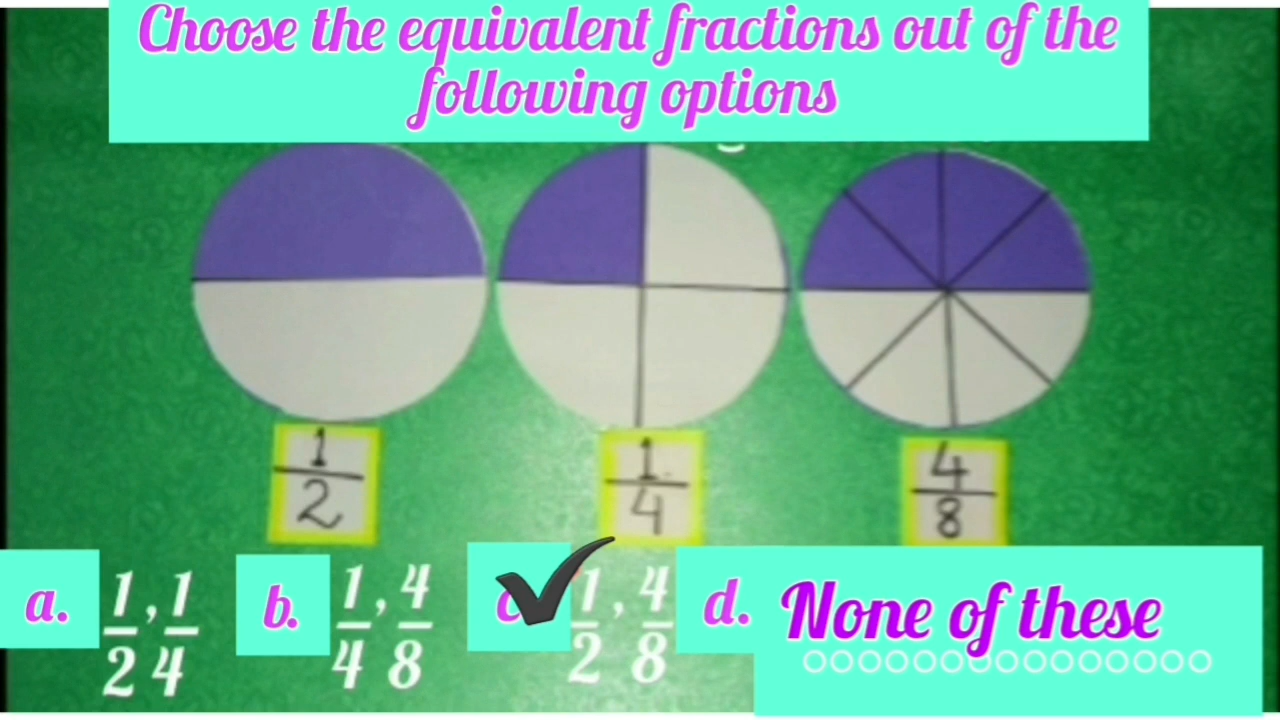 Choose the equivalent fractions out of the
following options
1/2
1/4
4/8
a. 1/2, 1/4
b. 1/4, 4/8
c 1/2, 4/8
d. None of these